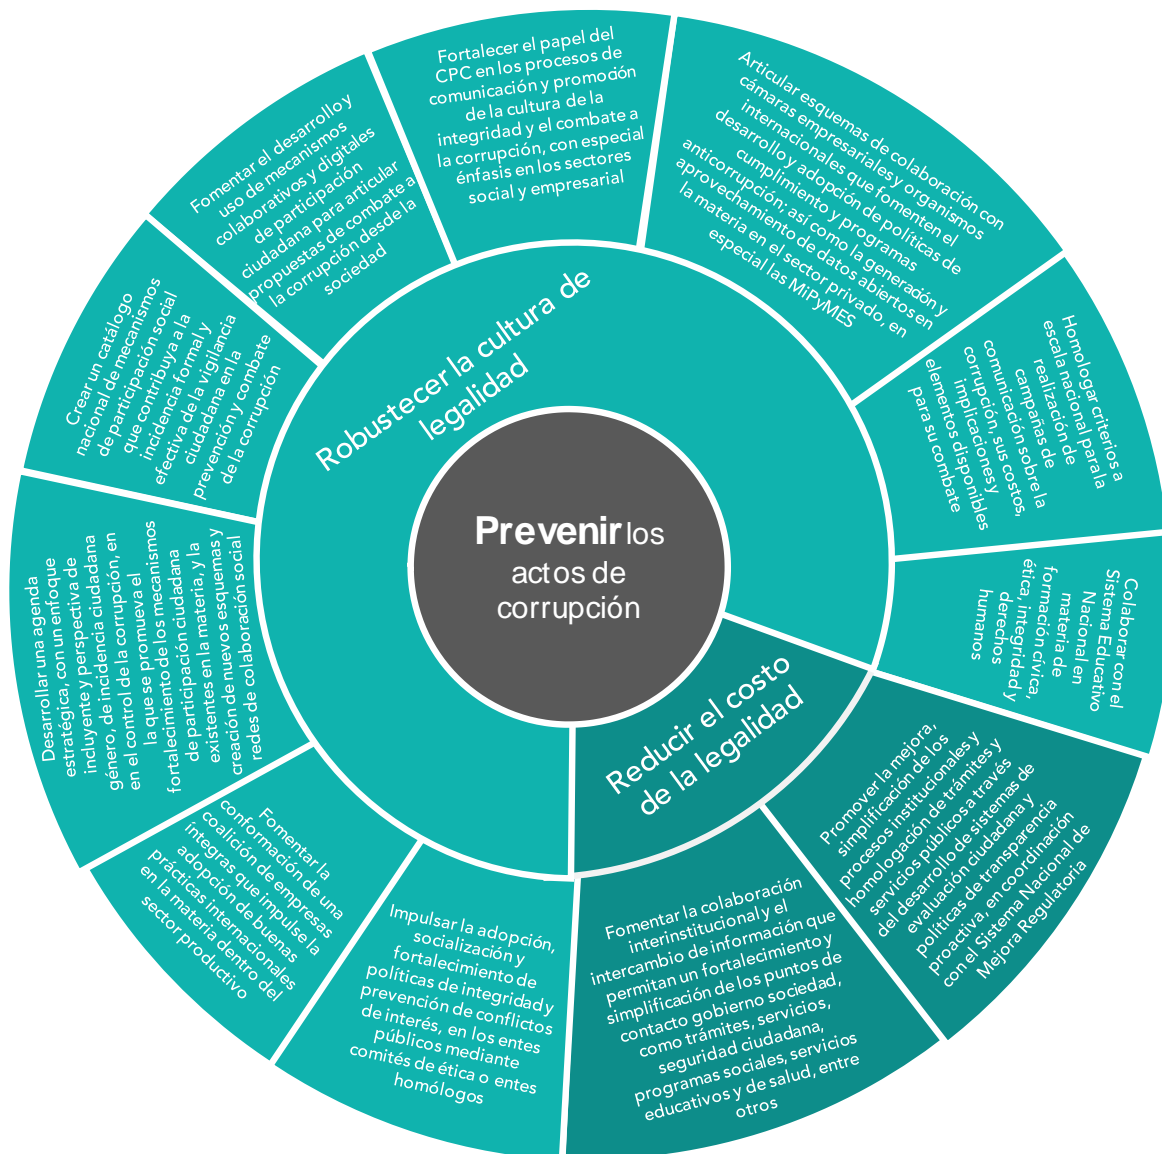 Prevenir los
actos de
corrupción
Robustecer la cultura de
legalidad
Reducir el costo
de la legalidad
Fortalecer el papel del
CPC en los procesos de
comunicación y promoción
de la cultura de la
integridad y el combate a
la corrupción, con especial
énfasis en los sectores
social y empresarial
Articular esquemas de colaboración con
cámaras empresariales y organismos
internacionales que fomenten el
desarrollo y adopción de políticas de
cumplimiento y programas
anticorrupción; así como la generación y
aprovechamiento de datos abiertos en
la materia en el sector privado, en
especial las MiPyMES
Homologar criterios a
escala nacional para la
realización de
campañas de
comunicación sobre la
corrupción, sus costos,
implicaciones y
elementos disponibles
para su combate
Colaborar con el
Sistema Educativo
Nacional en
materia de
formación cívica,
ética, integridad y
derechos
humanos
Promover la mejora,
simplificación de los
procesos institucionales y
homologación de trámites y
servicios públicos a través
del desarrollo de sistemas de
evaluación ciudadana y
políticas de transparencia
proactiva, en coordinación
con el Sistema Nacional de
Mejora Regulatoria
Fomentar la colaboración
interinstitucional y el
intercambio de información que
permitan un fortalecimiento y
simplificación de los puntos de
contacto gobierno sociedad,
como trámites, servicios,
seguridad ciudadana,
programas sociales, servicios
educativos y de salud, entre
otros
Impulsar la adopción,
socialización y
fortalecimiento de
políticas de integridad y
prevención de conflictos
de interés, en los entes
públicos mediante
comités de ética o entes
homólogos
Fomentar la
conformación de una
coalición de empresas
íntegras que impulse la
adopción de buenas
prácticas internacionales
en la materia dentro del
sector productivo
Desarrollar una agenda
estratégica, con un enfoque
incluyente y perspectiva de
género, de incidencia ciudadana
en el control de la corrupción, en
la que se promueva el
fortalecimiento de los mecanismos
de participación ciudadana
existentes en la materia, y la
creación de nuevos esquemas y
redes de colaboración social
Crear un catálogo
nacional de mecanismos
de participación social
que contribuya a la
incidencia formal y
efectiva de la vigilancia
ciudadana en la
prevención y combate
de la corrupción
Fomentar el desarrollo y
uso de mecanismos
colaborativos y digitales
de participación
ciudadana para articular
propuestas de combate a
la corrupción desde la
sociedad